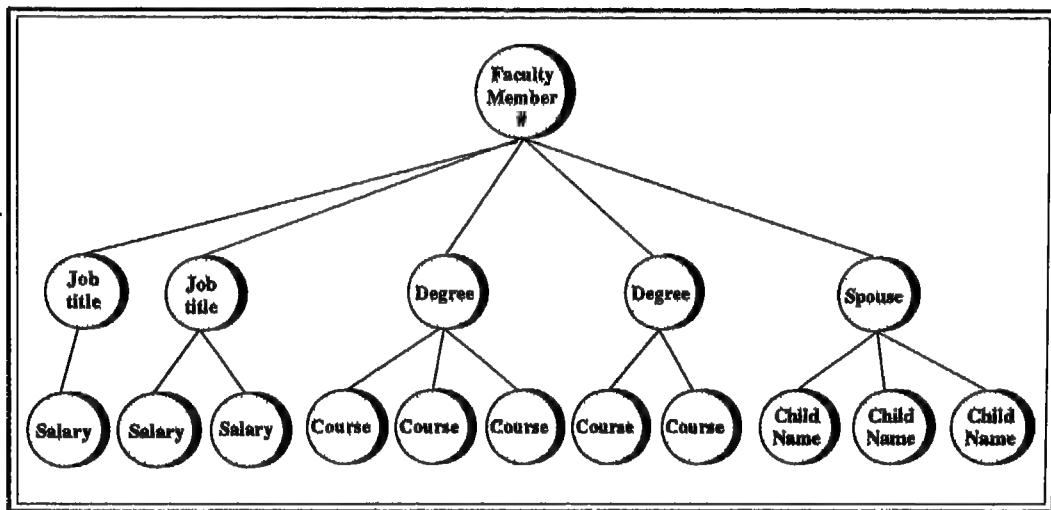 Faculty
Member
#
Job
title
Job
title
Degree
Degree
Spouse
Salary
Salary
Salary
Course
Course
Course
Course
Course
Child
Name
Child
Name
Child
Name